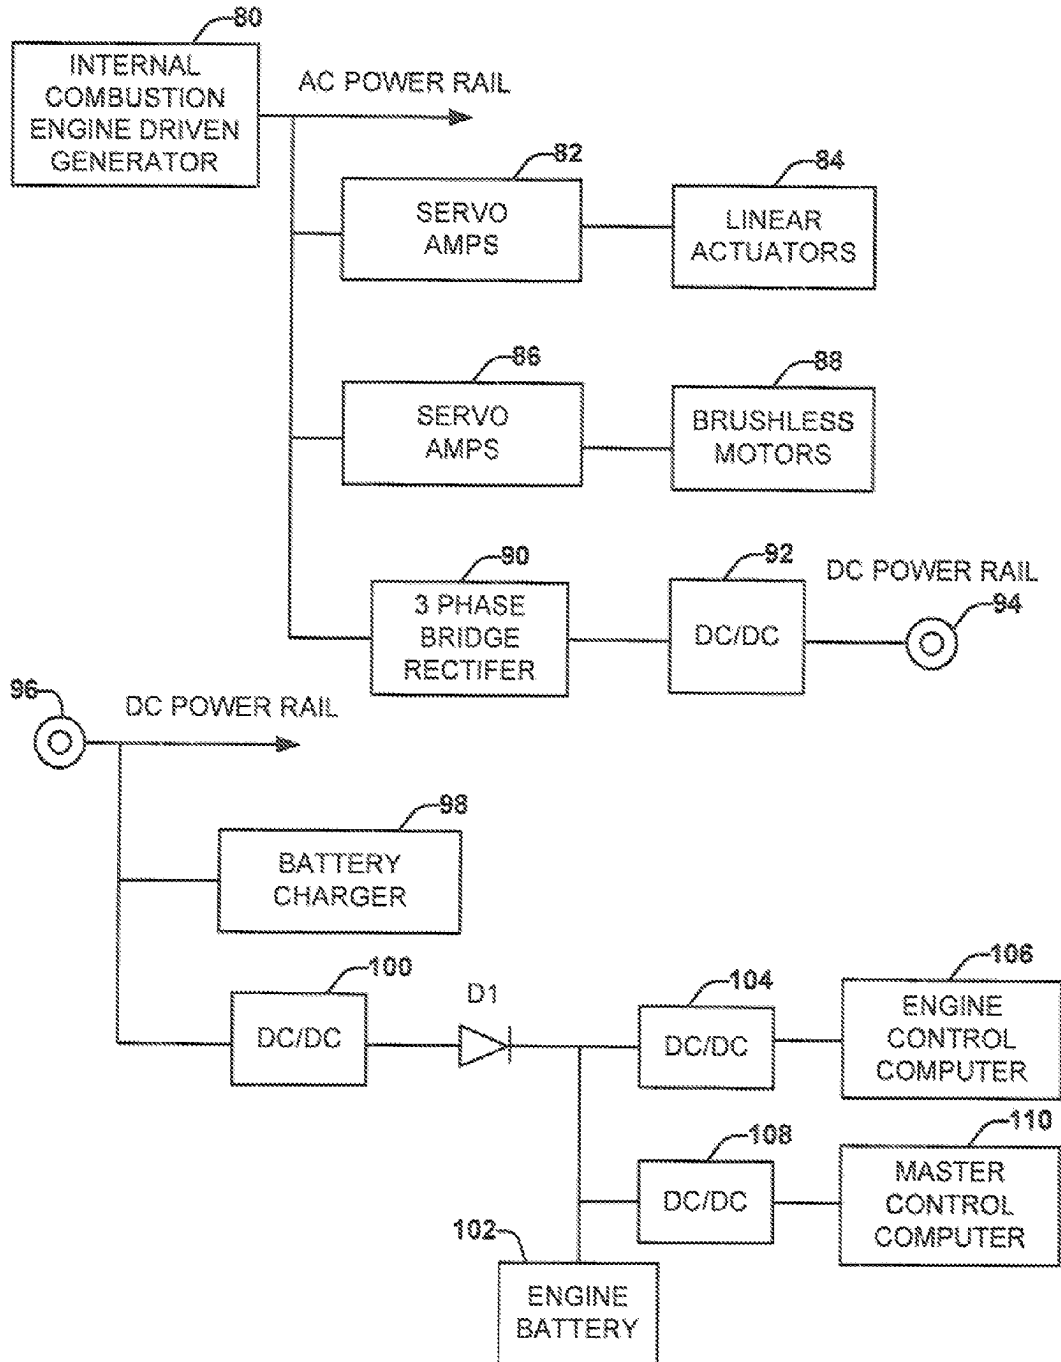 80
INTERNAL
COMBUSTION
ENGINE DRIVEN
GENERATOR
AC POWER RAIL
82
SERVO
AMPS
84
LINEAR
ACTUATORS
86
SERVO
AMPS
88
BRUSHLESS
MOTORS
90
3 PHASE
BRIDGE
RECTIFER
92
DC/DC
DC POWER RAIL
94
96
DC POWER RAIL
98
BATTERY
CHARGER
100
DC/DC
D1
104
DC/DC
106
ENGINE
CONTROL
COMPUTER
108
DC/DC
110
MASTER
CONTROL
COMPUTER
102
ENGINE
BATTERY